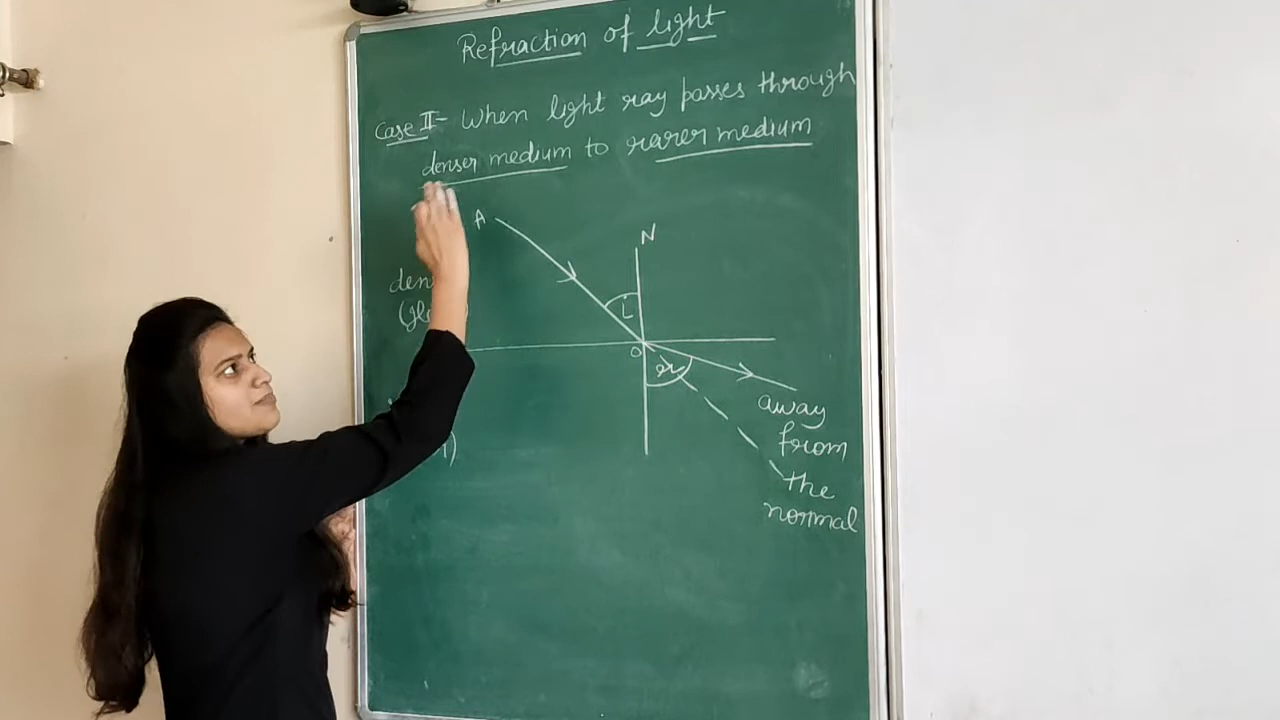 Refraction of light
Case II- When light ray passes through
denser medium to rarer medium
A
N
i
O
r
away
from
the
normal